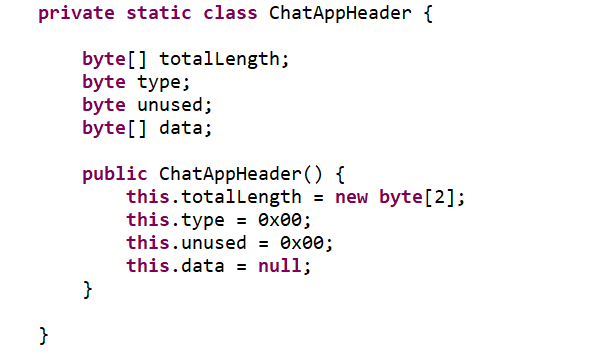 private static class ChatAppHeader {
byte[] totalLength;
byte type;
byte unused;
byte[] data;
public ChatAppHeader() {
this.totalLength = new byte[2];
this.type = 0x00;
this.unused = 0x00;
this.data = null;
}
}